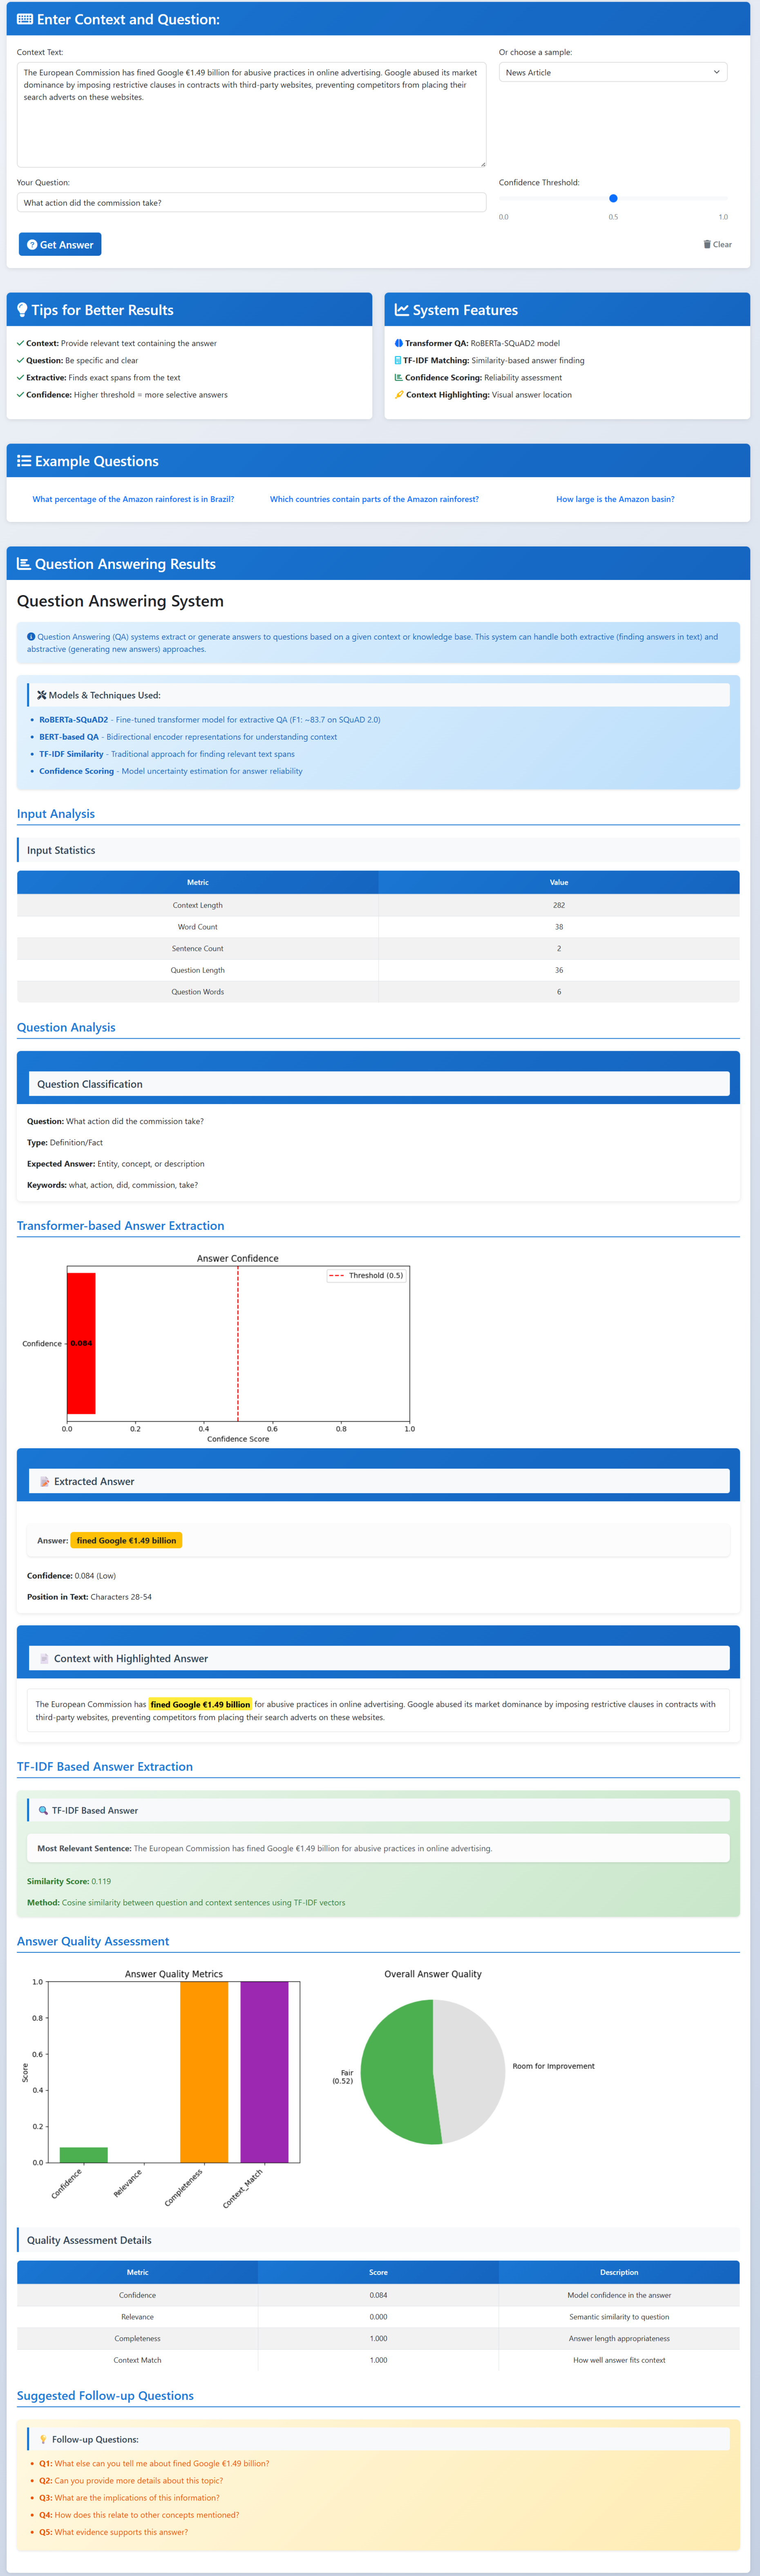 Enter Context and Question:
Context Text:
Or choose a sample:
The European Commission has fined Google €1.49 billion for abusive practices in online advertising. Google abused its market
dominance by imposing restrictive clauses in contracts with third-party websites, preventing competitors from placing their
search adverts on these websites.
News Article
Your Question:
Confidence Threshold:
What action did the commission take?
0.0 0.5 1.0
Get Answer
Clear
Tips for Better Results
Context: Provide relevant text containing the answer
Question: Be specific and clear
Extractive: Finds exact spans from the text
Confidence: Higher threshold = more selective answers
System Features
Transformer QA: RoBERTa-SQuAD2 model
TF-IDF Matching: Similarity-based answer finding
Confidence Scoring: Reliability assessment
Context Highlighting: Visual answer location
Example Questions
What percentage of the Amazon rainforest is in Brazil?
Which countries contain parts of the Amazon rainforest?
How large is the Amazon basin?
Question Answering Results
Question Answering System
Question Answering (QA) systems extract or generate answers to questions based on a given context or knowledge base. This system can handle both extractive (finding answers in text) and
abstractive (generating new answers) approaches.
Models & Techniques Used:
RoBERTa-SQuAD2 - Fine-tuned transformer model for extractive QA (F1: ~83.7 on SQuAD 2.0)
BERT-based QA - Bidirectional encoder representations for understanding context
TF-IDF Similarity - Traditional approach for finding relevant text spans
Confidence Scoring - Model uncertainty estimation for answer reliability
Input Analysis
Input Statistics
Metric Value
Context Length 282
Word Count 38
Sentence Count 2
Question Length 36
Question Words 6
Question Analysis
Question Classification
Question: What action did the commission take?
Type: Definition/Fact
Expected Answer: Entity, concept, or description
Keywords: what, action, did, commission, take?
Transformer-based Answer Extraction
Answer Confidence
Threshold (0.5)
Confidence
0.084
0.0 0.2 0.4 0.6 0.8 1.0
Confidence Score
Extracted Answer
Answer: fined Google €1.49 billion
Confidence: 0.084 (Low)
Position in Text: Characters 28-54
Context with Highlighted Answer
The European Commission has fined Google €1.49 billion for abusive practices in online advertising. Google abused its market dominance by imposing restrictive clauses in contracts with
third-party websites, preventing competitors from placing their search adverts on these websites.
TF-IDF Based Answer Extraction
TF-IDF Based Answer
Most Relevant Sentence: The European Commission has fined Google €1.49 billion for abusive practices in online advertising.
Similarity Score: 0.119
Method: Cosine similarity between question and context sentences using TF-IDF vectors
Answer Quality Assessment
Answer Quality Metrics
1.0
0.8
0.6
0.4
0.2
0.0
Score
Confidence
Relevance
Completeness
Context_Match
Overall Answer Quality
Fair
(0.52)
Room for Improvement
Quality Assessment Details
Metric Score Description
Confidence 0.084 Model confidence in the answer
Relevance 0.000 Semantic similarity to question
Completeness 1.000 Answer length appropriateness
Context Match 1.000 How well answer fits context
Suggested Follow-up Questions
Follow-up Questions:
Q1: What else can you tell me about fined Google €1.49 billion?
Q2: Can you provide more details about this topic?
Q3: What are the implications of this information?
Q4: How does this relate to other concepts mentioned?
Q5: What evidence supports this answer?